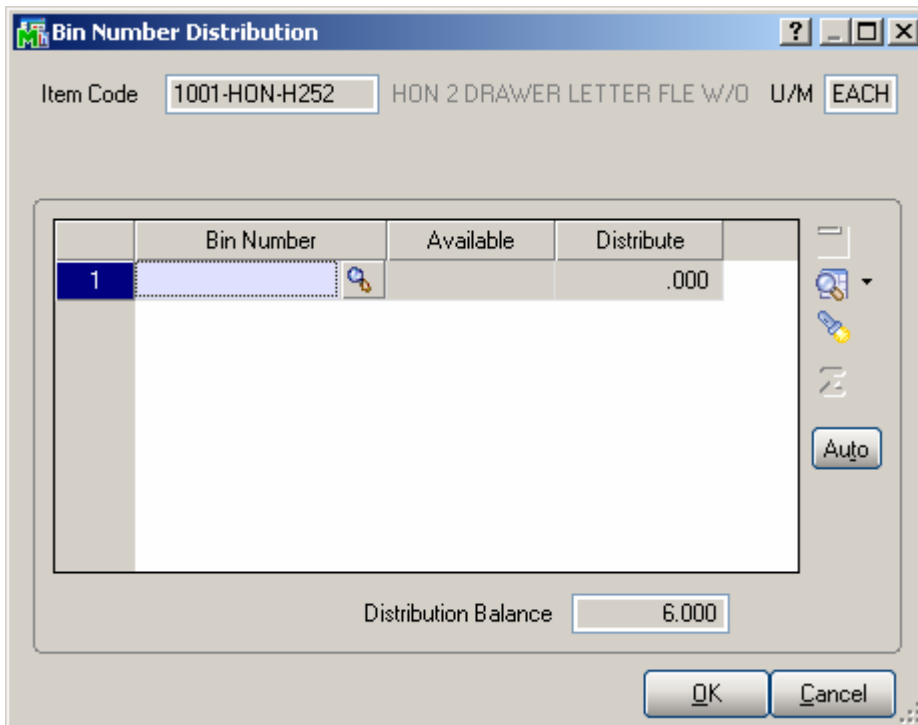 Bin Number Distribution
Item Code 1001-HON-H252 HON 2 DRAWER LETTER FLE W/O U/M EACH
Bin Number Available Distribute
1 .000
Auto
Distribution Balance 6.000
OK Cancel